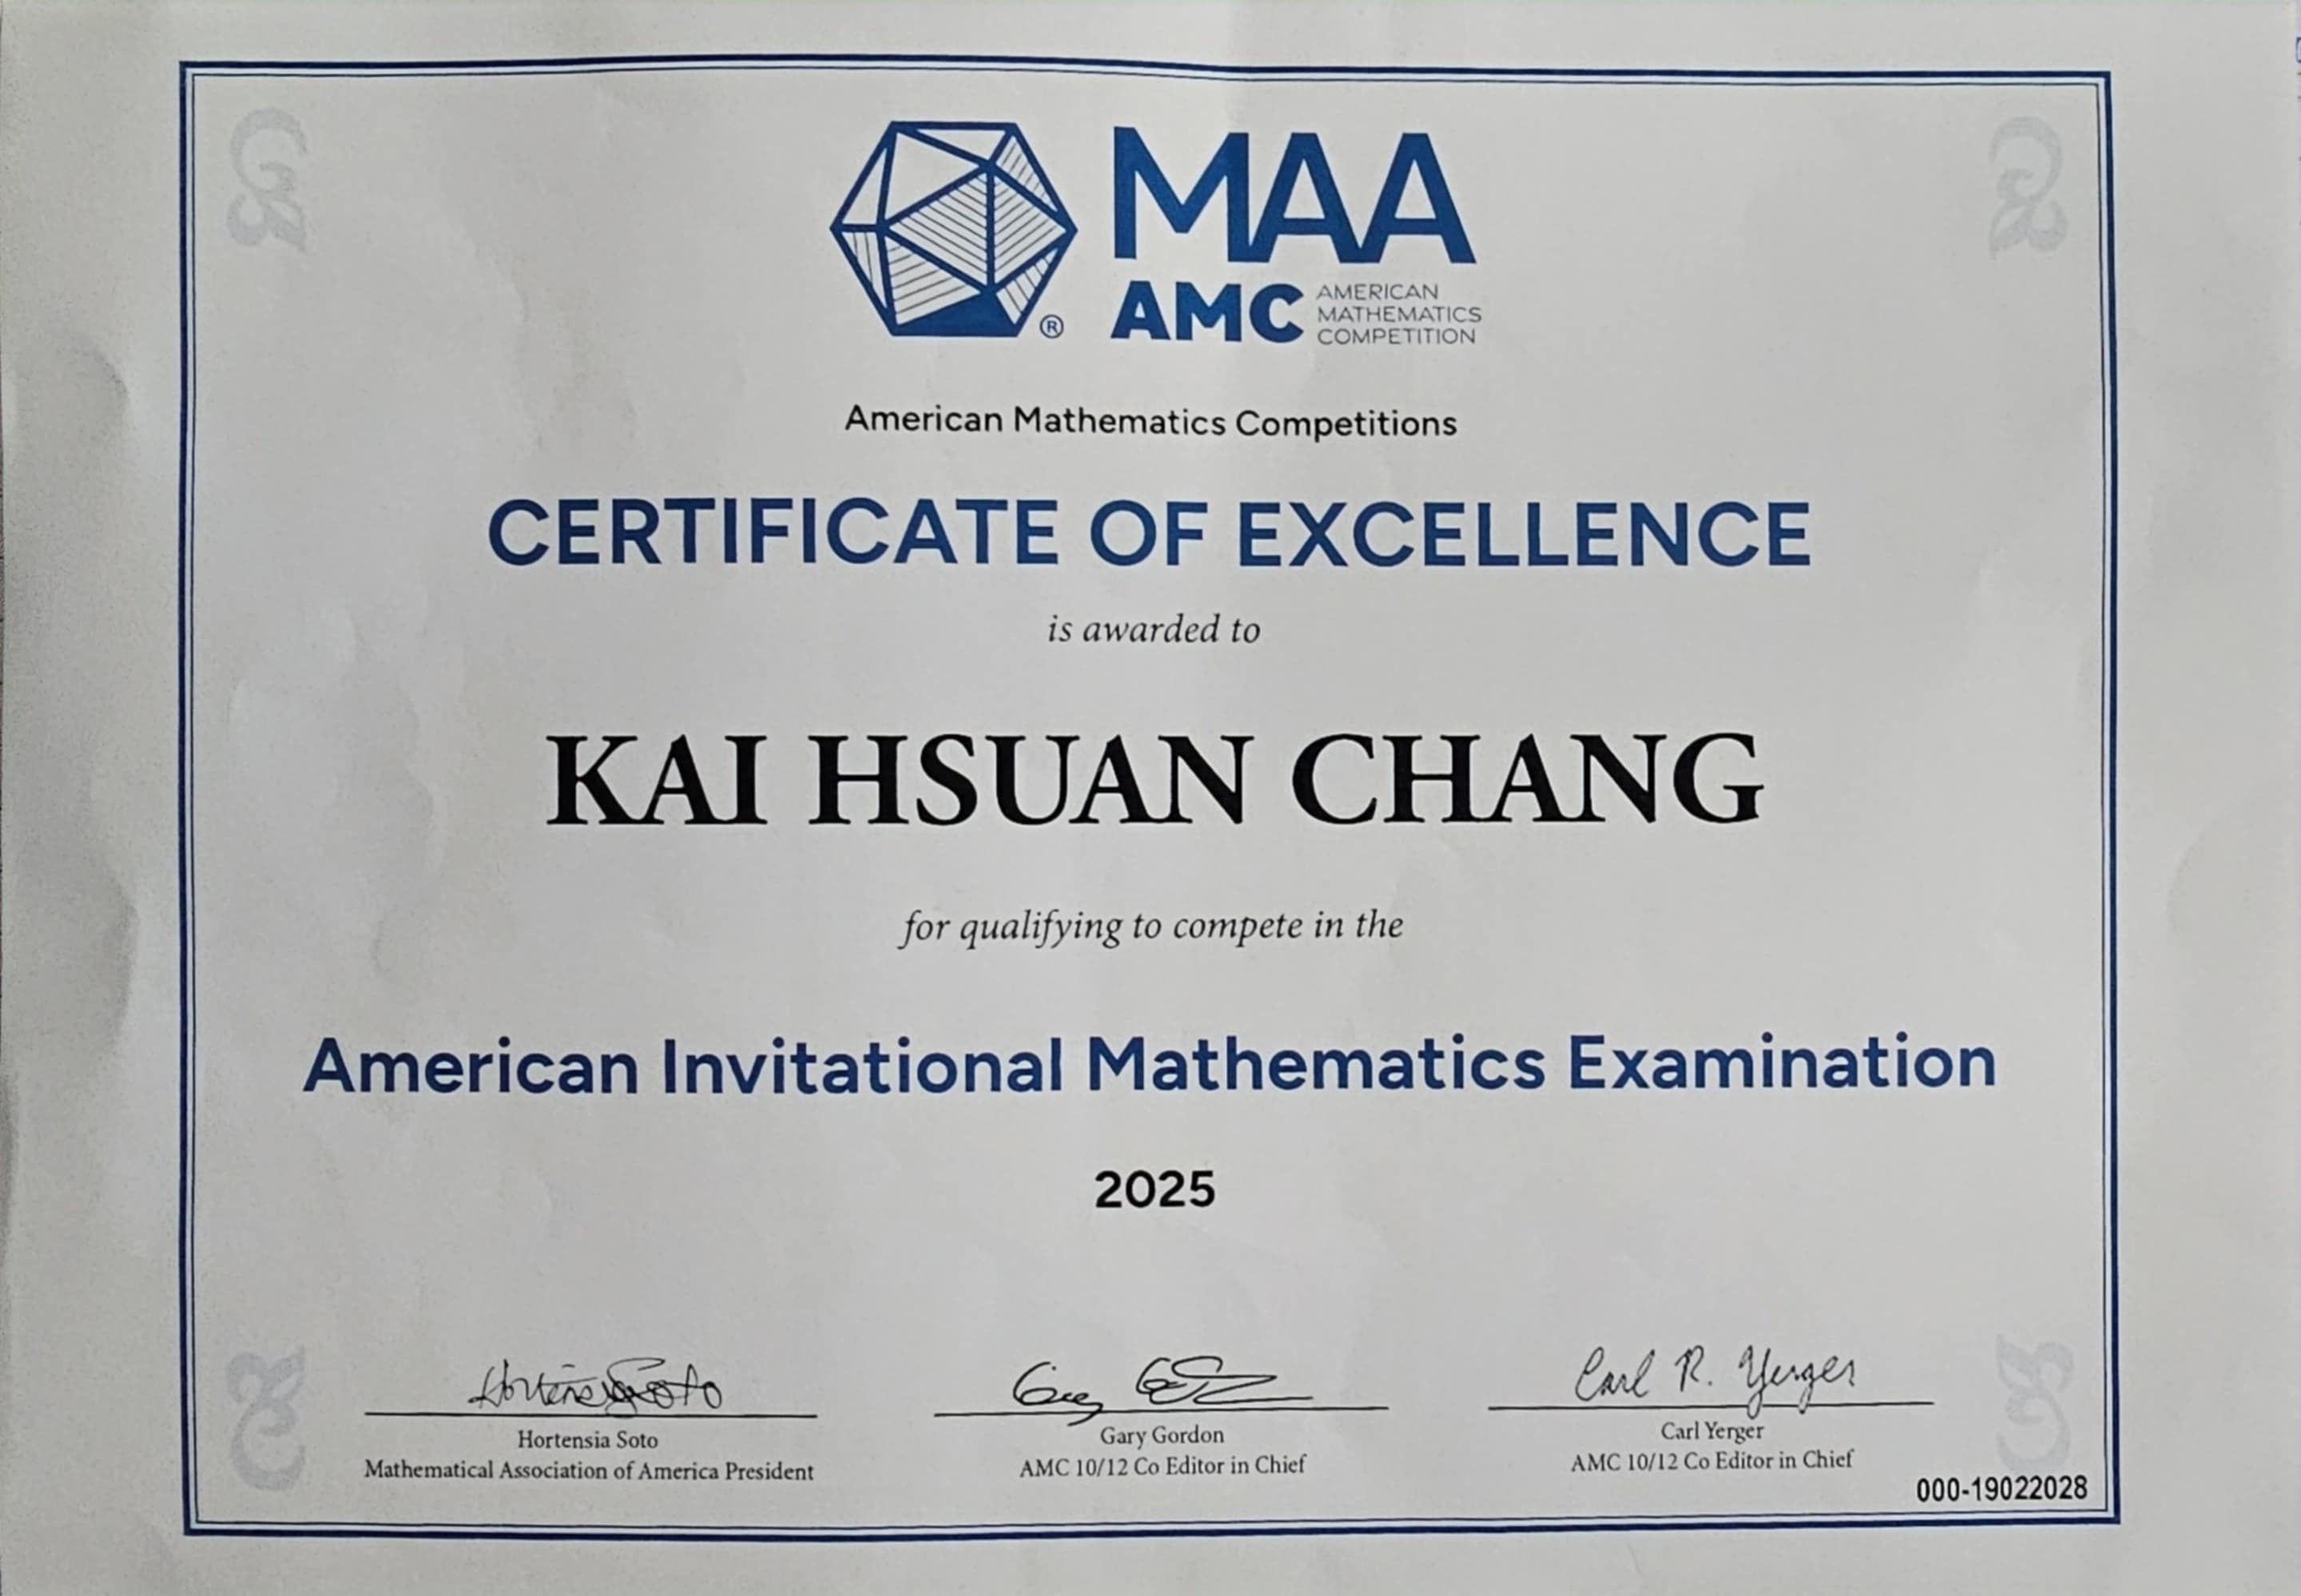 MAA
AMC AMERICAN
MATHEMATICS
COMPETITION
®
American Mathematics Competitions
CERTIFICATE OF EXCELLENCE
is awarded to
KAI HSUAN CHANG
for qualifying to compete in the
American Invitational Mathematics Examination
2025
Hortensia Soto
Gary Gordon
Carl R. Yerger
Hortensia Soto
Mathematical Association of America President
Gary Gordon
AMC 10/12 Co Editor in Chief
Carl Yerger
AMC 10/12 Co Editor in Chief
000-19022028